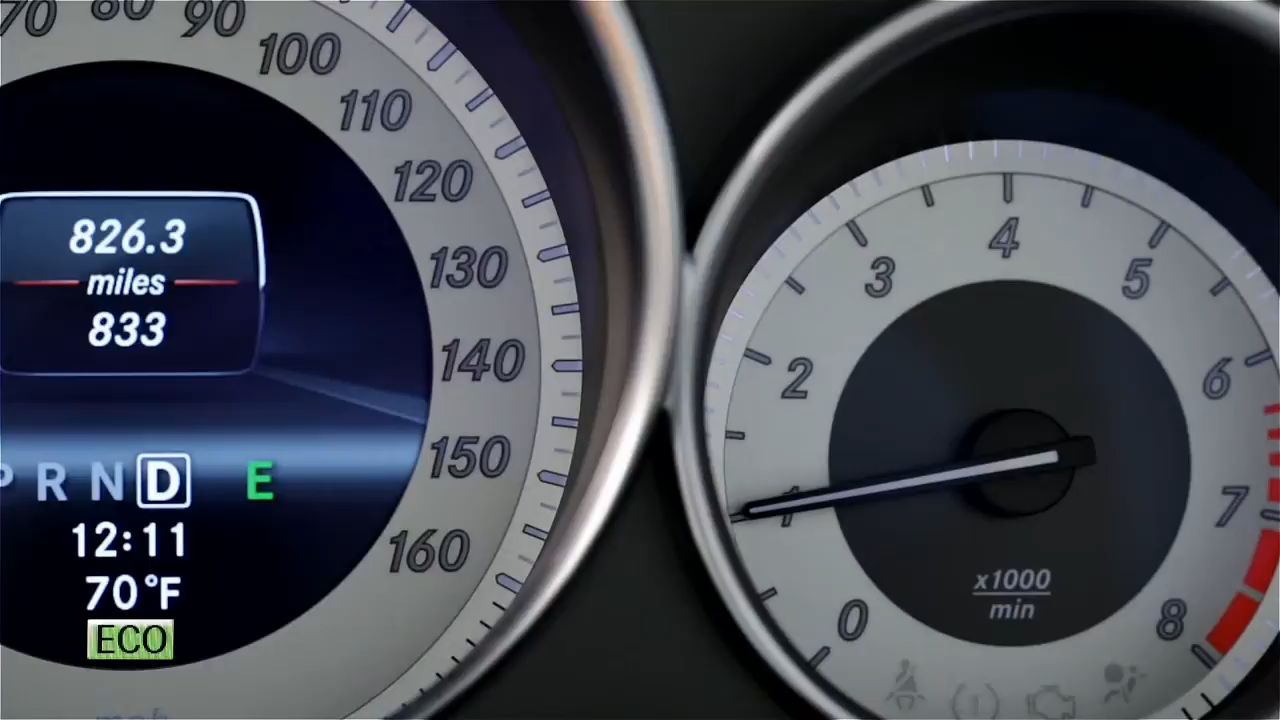 70 80 90 100 110 120 130 140 150 160
826.3
miles
833
P R N D E
12:11
70°F
ECO
mph
0 1 2 3 4 5 6 7 8
x1000
min